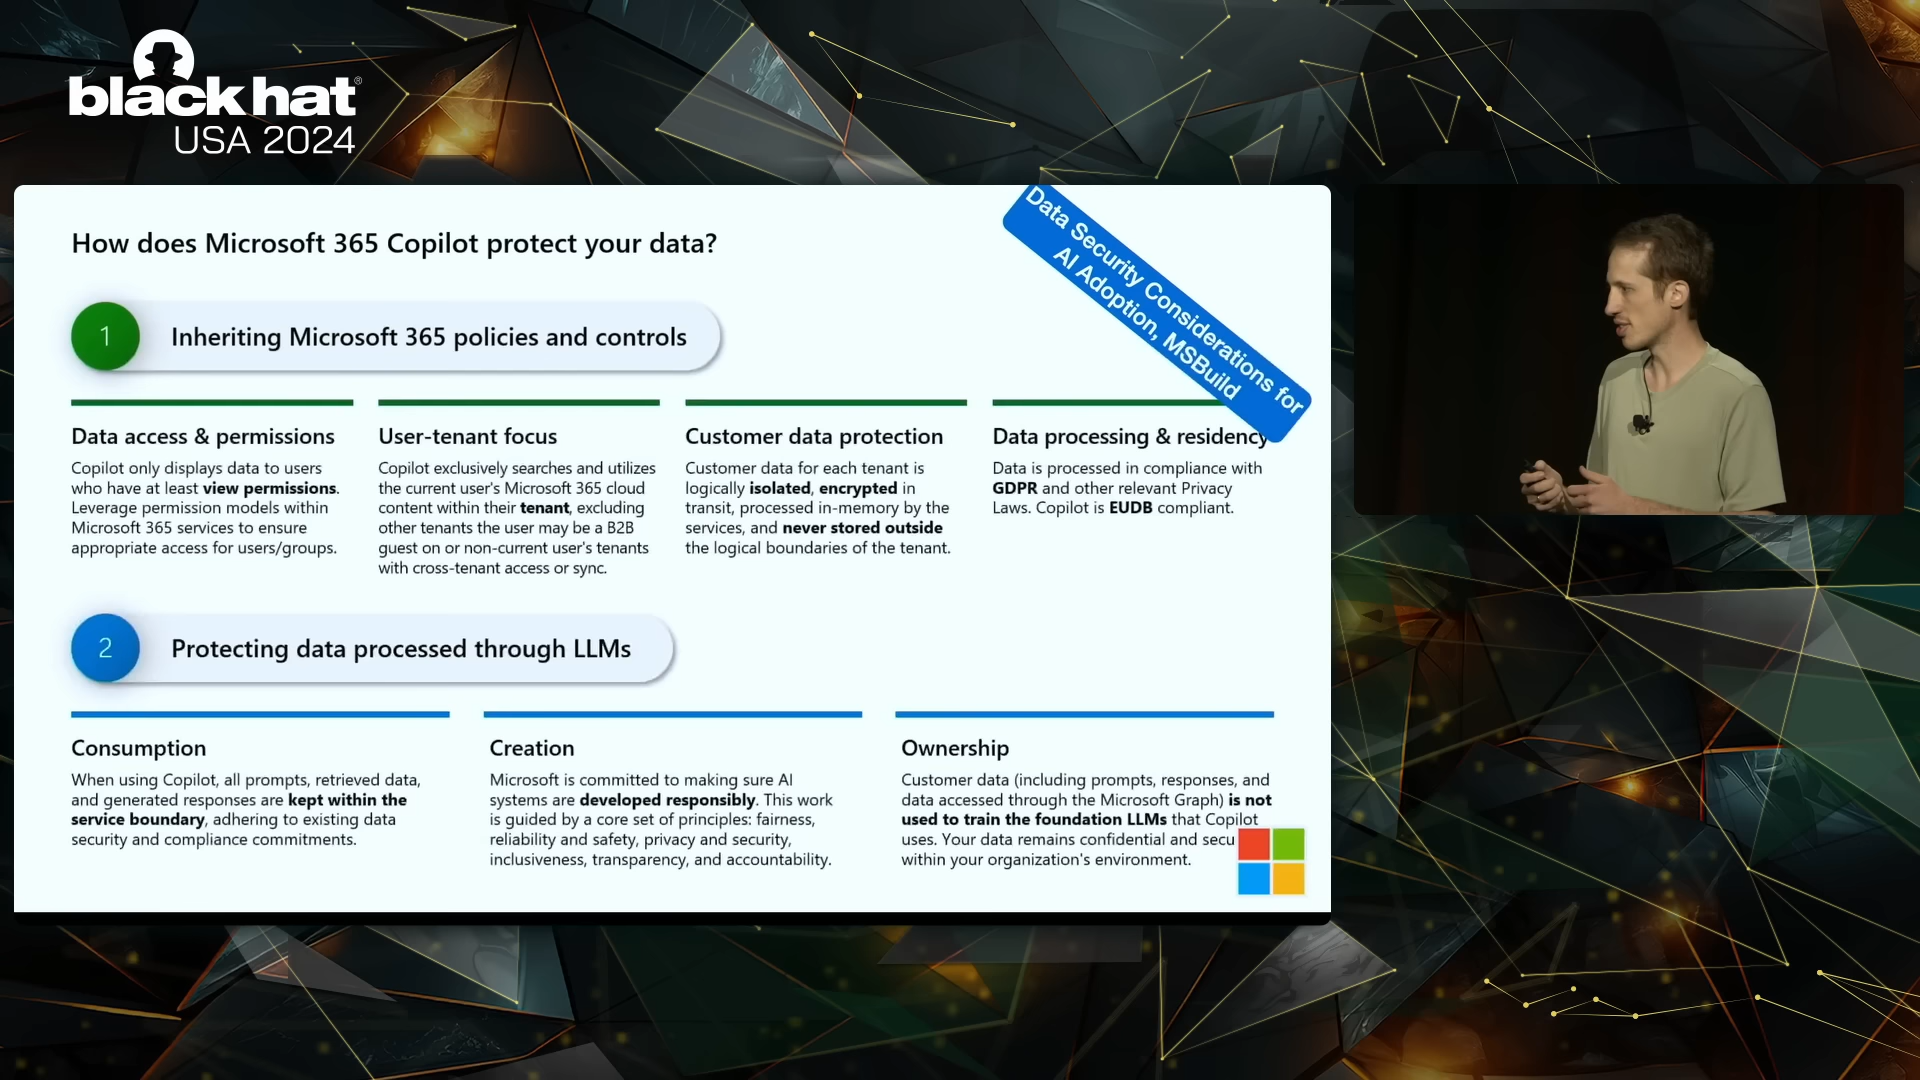 black hat®
USA 2024
How does Microsoft 365 Copilot protect your data?
Data Security Considerations for
AI Adoption, MSBuild
1
Inheriting Microsoft 365 policies and controls
Data access & permissions
Copilot only displays data to users
who have at least view permissions.
Leverage permission models within
Microsoft 365 services to ensure
appropriate access for users/groups.
User-tenant focus
Copilot exclusively searches and utilizes
the current user's Microsoft 365 cloud
content within their tenant, excluding
other tenants the user may be a B2B
guest on or non-current user's tenants
with cross-tenant access or sync.
Customer data protection
Customer data for each tenant is
logically isolated, encrypted in
transit, processed in-memory by the
services, and never stored outside
the logical boundaries of the tenant.
Data processing & residency
Data is processed in compliance with
GDPR and other relevant Privacy
Laws. Copilot is EUDB compliant.
2
Protecting data processed through LLMs
Consumption
When using Copilot, all prompts, retrieved data,
and generated responses are kept within the
service boundary, adhering to existing data
security and compliance commitments.
Creation
Microsoft is committed to making sure AI
systems are developed responsibly. This work
is guided by a core set of principles: fairness,
reliability and safety, privacy and security,
inclusiveness, transparency, and accountability.
Ownership
Customer data (including prompts, responses, and
data accessed through the Microsoft Graph) is not
used to train the foundation LLMs that Copilot
uses. Your data remains confidential and secu
within your organization's environment.